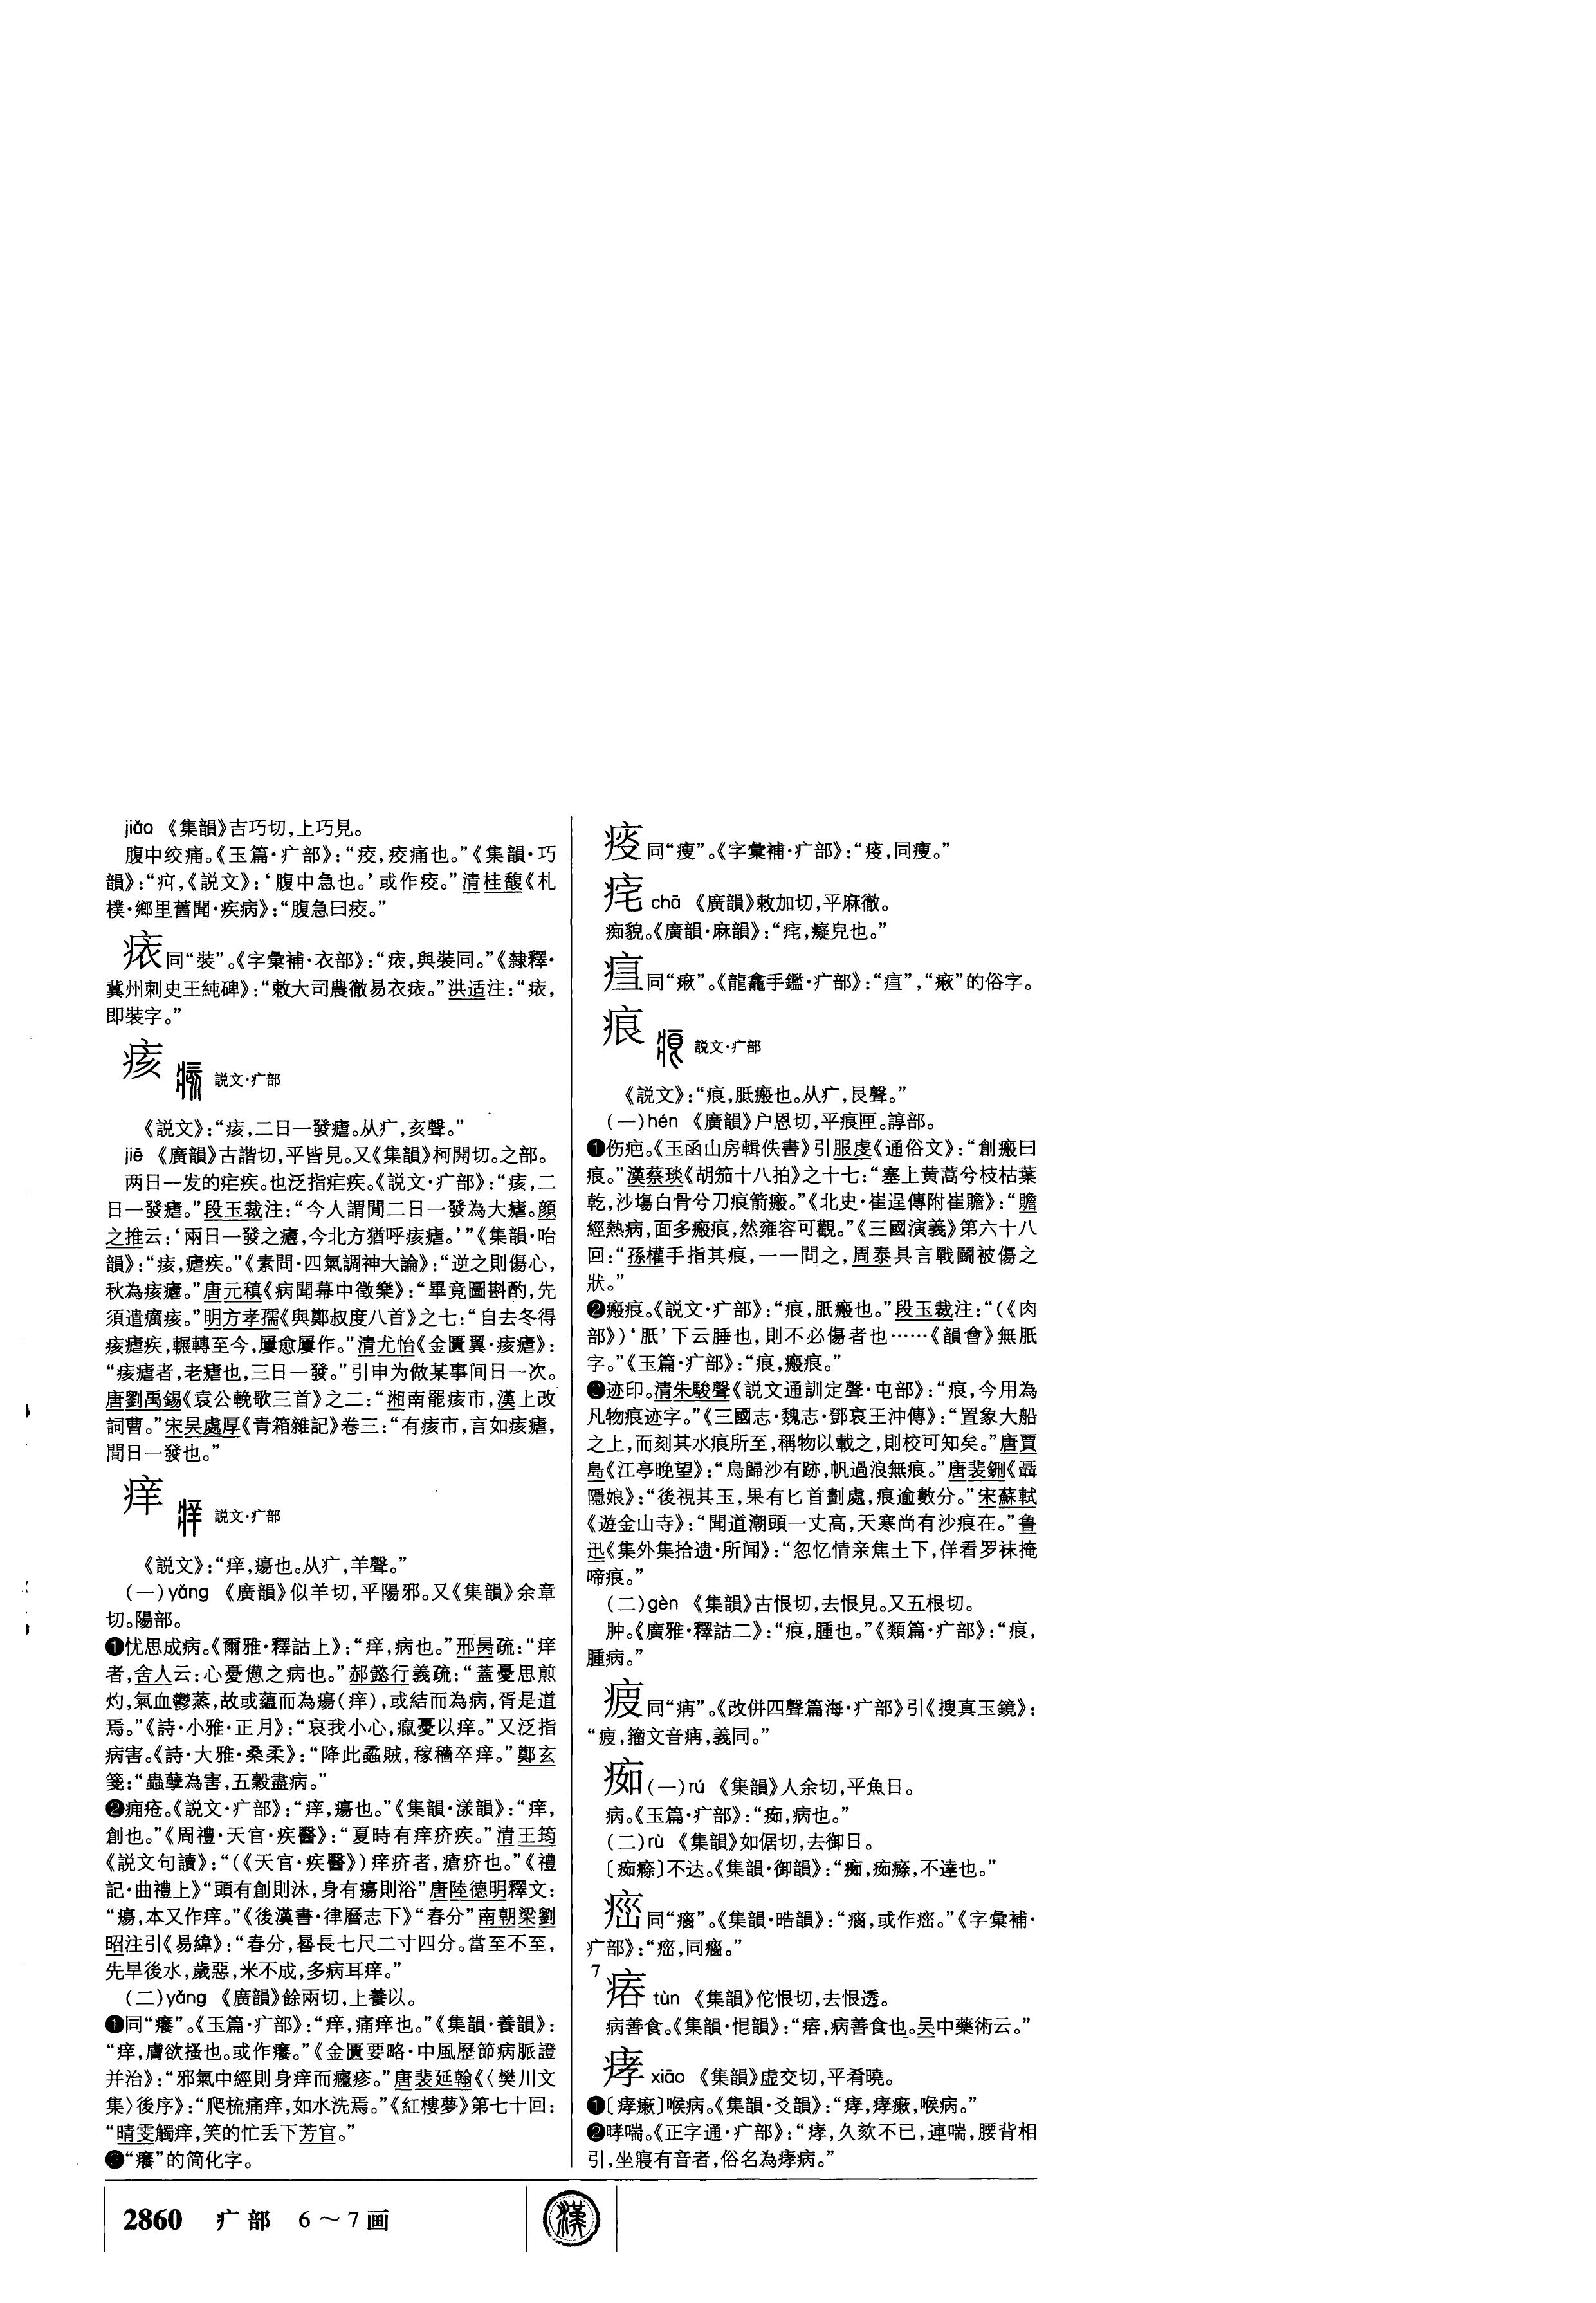 jiǎo 《集韻》吉巧切,上巧見。
腹中绞痛。《玉篇·疒部》:“㽱,㽱痛也。”《集韻·巧
韻》:“疛,《説文》:‘腹中急也。’或作㽱。”清桂馥《札
樸·鄉里舊聞·疾病》:“腹急曰㽱。”
同“裝”。《字彙補·衣部》:“與裝同。”《隸釋·
冀州刺史王純碑》:“敕大司農徹易衣。”洪适注:
即裝字。”
痎 説文·疒部
《説文》:“痎,二日一發瘧。从疒,亥聲。”
jiē 《廣韻》古諧切,平皆見。又《集韻》柯開切。之部。
两日一发的疟疾。也泛指疟疾。《説文·疒部》:“痎,二
日一發瘧。”段玉裁注:“今人謂閒二日一發為大瘧。顔
之推云:‘兩日一發之瘧,今北方猶呼痎瘧。’”《集韻·咍
韻》:“痎,瘧疾。”《素問·四氣調神大論》:“逆之則傷心,
秋為痎瘧。”唐元稹《病聞幕中徵樂》:“畢竟圖斟酌,先
須遣癘痎。”明方孝孺《與鄭叔度八首》之七:“自去冬得
痎瘧疾,輾轉至今,屢愈屢作。”清尤怡《金匱翼·痎瘧》:
“痎瘧者,老瘧也,三日一發。”引申为做某事间日一次。
唐劉禹錫《袁公輓歌三首》之二:“湘南罷痎市,漢上改
詞曹。”宋吴處厚《青箱雜記》卷三:“有痎市,言如痎瘧,
間日一發也。”
痒 説文·疒部
《説文》:“痒,瘍也。从疒,羊聲。”
(一)yǎng 《廣韻》似羊切,平陽邪。又《集韻》余章
切。陽部。
❶忧思成病。《爾雅·釋詁上》:“痒,病也。”邢昺疏:“痒
者,舍人云:心憂憊之病也。”郝懿行義疏:“蓋憂思煎
灼,氣血鬱蒸,故或蘊而為瘍(痒),或結而為病,胥是道
焉。”《詩·小雅·正月》:“哀我小心,癙憂以痒。”又泛指
病害。《詩·大雅·桑柔》:“降此蟊賊,稼穡卒痒。”鄭玄
箋:“蟲孽為害,五穀盡病。”
❷痈疮。《説文·疒部》:“痒,瘍也。”《集韻·漾韻》:“痒,
創也。”《周禮·天官·疾醫》:“夏時有痒疥疾。”清王筠
《説文句讀》:“(《天官·疾醫》)痒疥者,瘡疥也。”《禮
記·曲禮上》“頭有創則沐,身有瘍則浴”唐陸德明釋文:
“瘍,本又作痒。”《後漢書·律曆志下》“春分”南朝梁劉
昭注引《易緯》:“春分,晷長七尺二寸四分。當至不至,
先旱後水,歲惡,米不成,多病耳痒。”
(二)yǎng 《廣韻》餘兩切,上養以。
❶同“癢”。《玉篇·疒部》:“痒,痛痒也。”《集韻·養韻》:
“痒,膚欲搔也。或作癢。”《金匱要略·中風歷節病脈證
并治》:“邪氣中經則身痒而癮疹。”唐裴延翰《〈樊川文
集〉後序》:“爬梳痛痒,如水洗焉。”《紅樓夢》第七十回:
“晴雯觸痒,笑的忙丢下芳官。”
❸“癢”的简化字。
同“瘦”。《字彙補·疒部》:“同瘦。”
㾎 chā 《廣韻》敕加切,平麻徹。
痴貌。《廣韻·麻韻》:“㾎,癡皃也。”
同“瘷”。《龍龕手鑑·疒部》:“瘷”的俗字。
痕 説文·疒部
《説文》:“痕,胝瘢也。从疒,艮聲。”
(一)hén 《廣韻》户恩切,平痕匣。諄部。
❶伤疤。《玉函山房輯佚書》引服虔《通俗文》:“創瘢曰
痕。”漢蔡琰《胡笳十八拍》之十七:“塞上黄蒿兮枝枯葉
乾,沙塲白骨兮刀痕箭瘢。”《北史·崔逞傳附崔贍》:“贍
經熱病,面多瘢痕,然雍容可觀。”《三國演義》第六十八
回:“孫權手指其痕,一一問之,周泰具言戰鬭被傷之
狀。”
❷瘢痕。《説文·疒部》:“痕,胝瘢也。”段玉裁注:“(《肉
部》)‘胝’下云腄也,則不必傷者也……《韻會》無胝
字。”《玉篇·疒部》:“痕,瘢痕。”
❸迹印。清朱駿聲《説文通訓定聲·屯部》:“痕,今用為
凡物痕迹字。”《三國志·魏志·鄧哀王沖傳》:“置象大船
之上,而刻其水痕所至,稱物以載之,則校可知矣。”唐賈
島《江亭晚望》:“鳥歸沙有跡,帆過浪無痕。”唐裴鉶《聶
隱娘》:“後視其玉,果有匕首劃處,痕逾數分。”宋蘇軾
《遊金山寺》:“聞道潮頭一丈高,天寒尚有沙痕在。”鲁
迅《集外集拾遗·所闻》:“忽忆情亲焦土下,佯看罗袜掩
啼痕。”
(二)gèn 《集韻》古恨切,去恨見。又五根切。
肿。《廣雅·釋詁二》:“痕,腫也。”《類篇·疒部》:“痕,
腫病。”
同“㾓”。《改併四聲篇海·疒部》引《搜真玉鏡》:
“籀文音㾓,義同。”
㾒(一)rú 《集韻》人余切,平魚日。
病。《玉篇·疒部》:“㾒,病也。”
(二)rù 《集韻》如倨切,去御日。
〔㾒瘵〕不达。《集韻·御韻》:“㾒,㾒瘵,不達也。”
同“㛴”。《集韻·晧韻》:《字彙補·
疒部》:
7
tùn 《集韻》佗恨切,去恨透。
病善食。《集韻·恨韻》:“病善食也。吴中藥術云。”
痚 xiāo 《集韻》虚交切,平肴曉。
❶〔痚㿋〕喉病。《集韻·爻韻》:“痚,痚㿋,喉病。”
❷哮喘。《正字通·疒部》:“痚,久欬不已,連喘,腰背相
引,坐寢有音者,俗名為痚病。”
2860 疒部 6～7画
漢